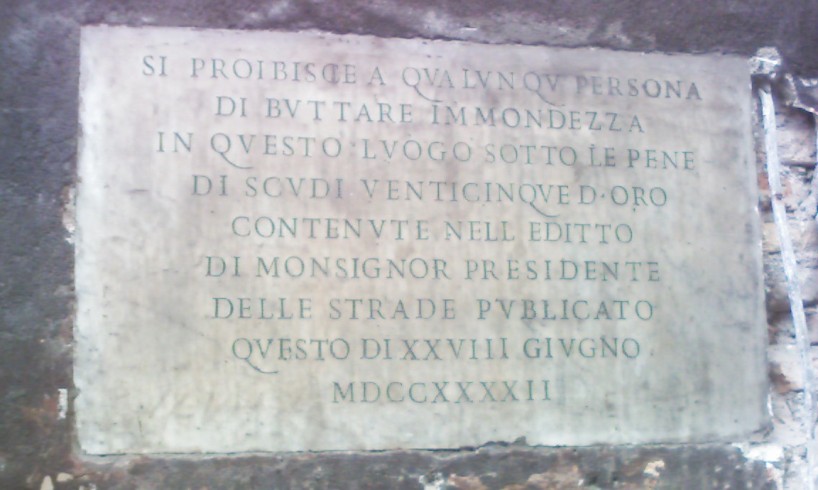 SI PROIBISCE A QVALVNQV PERSONA
DI BVTTARE IMMONDEZZA
IN QVESTO LVOGO SOTTO LE PENE
DI SCVDI VENTICINQVE D·ORO
CONTENVTE NELL EDITTO
DI MONSIGNOR PRESIDENTE
DELLE STRADE PVBLICATO
QVESTO DI XXVIII GIVGNO
MDCCXXXXII